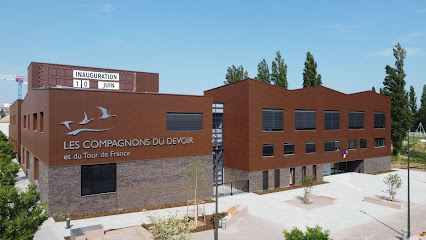 INAUGURATION
10 JUIN
LES COMPAGNONS DU DEVOIR
et du Tour de France